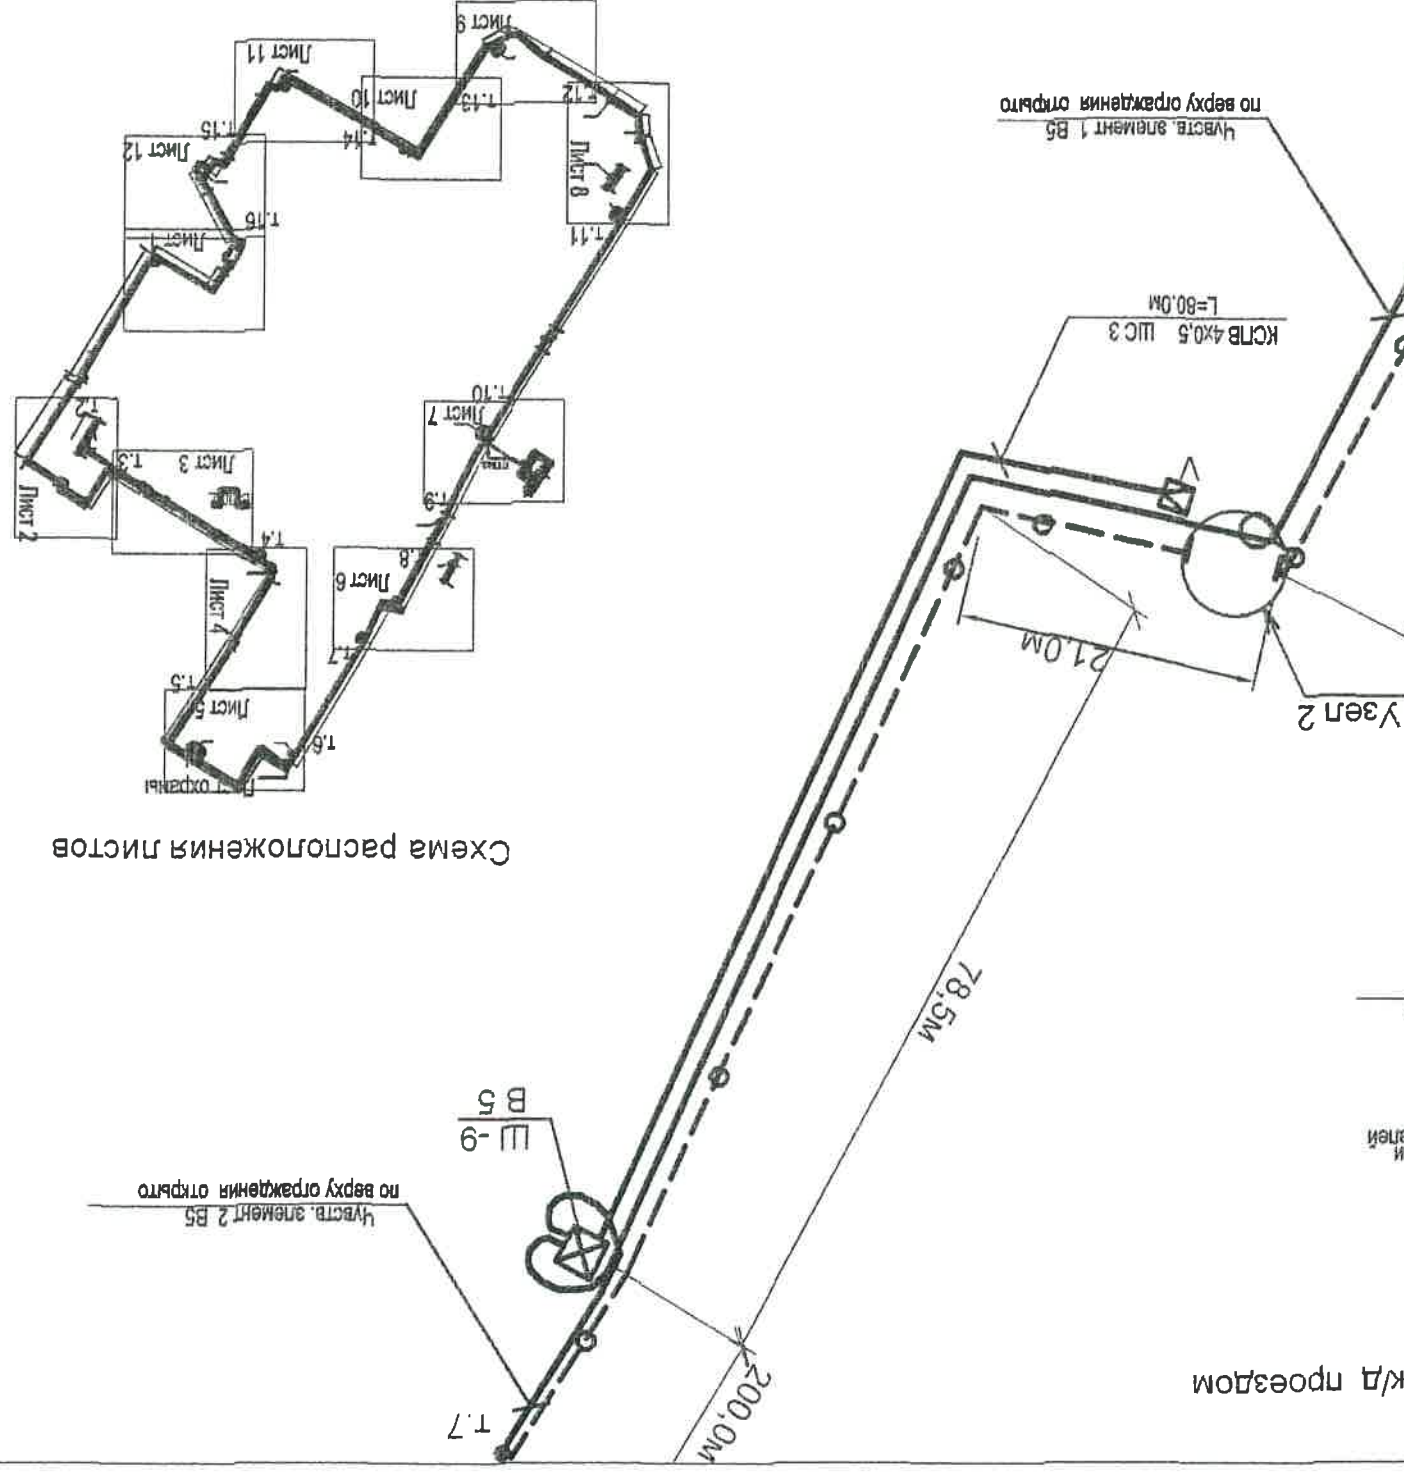 к/д проездом
200,0м
т.7
Чувств. элемент 2 В5
по верху ограждения открыто
Ш -9
В 5
78,5м
Узел 2
21,0м
КСПВ 4х0,5 ШС 3
L=80,0м
Чувств. элемент 1 В5
по верху ограждения открыто
Схема расположения листов
охраны
т.6
Лист 5
т.5
т.7
Лист 6
т.8
Лист 4
т.4
т.9
Лист 2
т.3
Лист 3
Лист 7
т.2
т.10
т.11
Лист
т.16
Лист 8
Лист 12
т.15
т.14
Лист 10
т.13
т.12
Лист 11
Лист 9